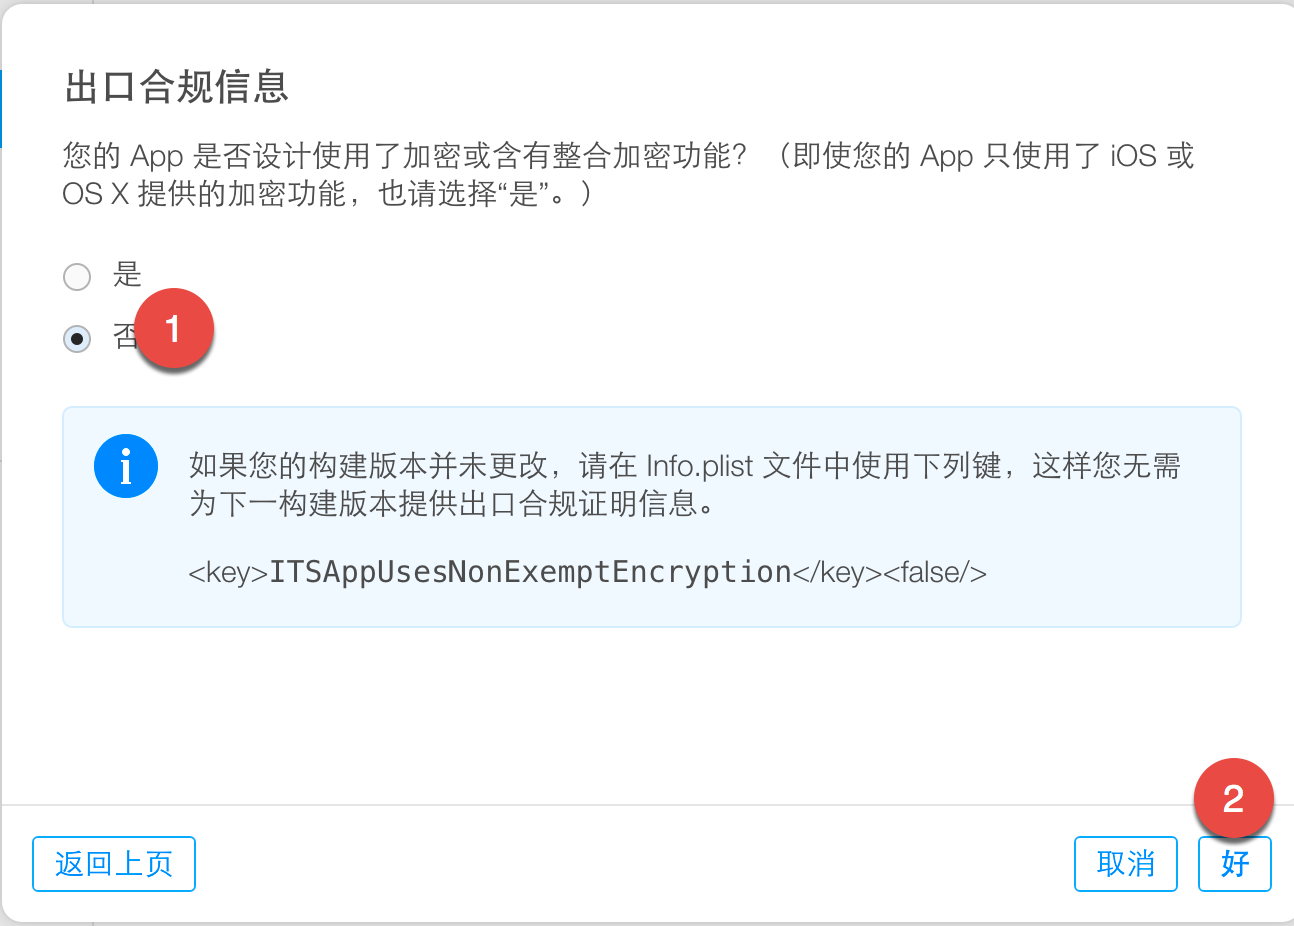 出口合规信息
您的 App 是否设计使用了加密或含有整合加密功能？（即使您的 App 只使用了 iOS 或
OS X 提供的加密功能，也请选择“是”。）
是
否
1
如果您的构建版本并未更改，请在 Info.plist 文件中使用下列键，这样您无需
为下一构建版本提供出口合规证明信息。
<key>ITSAppUsesNonExemptEncryption</key><false/>
2
返回上页
取消
好